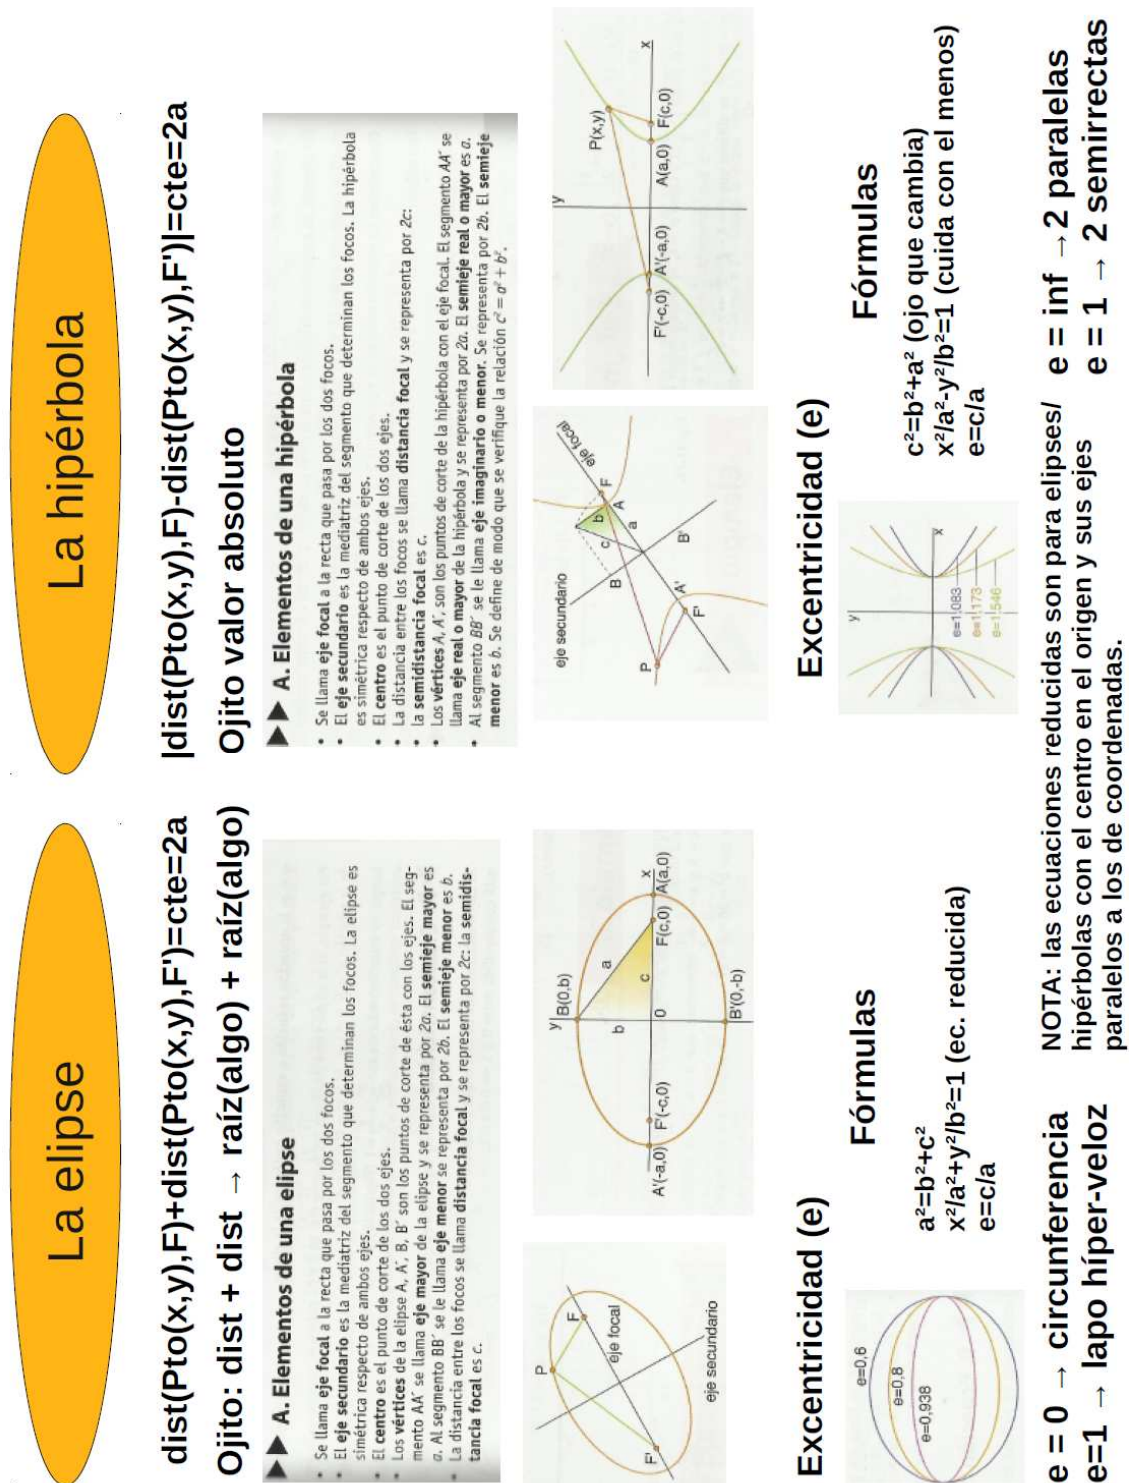 La elipse
dist(Pto(x,y),F)+dist(Pto(x,y),F')=cte=2a
Ojito: dist + dist → raíz(algo) + raíz(algo)
▶▶ A. Elementos de una elipse
• Se llama eje focal a la recta que pasa por los dos focos.
• El eje secundario es la mediatriz del segmento que determinan los focos. La elipse es
simétrica respecto de ambos ejes.
• El centro es el punto de corte de los dos ejes.
• Los vértices de la elipse A, A´, B, B´ son los puntos de corte de ésta con los ejes. El seg-
mento AA´ se llama eje mayor de la elipse y se representa por 2a. El semieje mayor es
a. Al segmento BB´ se le llama eje menor se representa por 2b. El semieje menor es b.
• La distancia entre los focos se llama distancia focal y se representa por 2c: la semidis-
tancia focal es c.
P
F
F'
eje focal
eje secundario
y
B(0,b)
a
b
c
0
x
A'(-a,0)
F'(-c,0)
F(c,0)
A(a,0)
B'(0,-b)
Excentricidad (e)
e=0,6
e=0,8
e=0,938
Fórmulas
a²=b²+c²
x²/a²+y²/b²=1 (ec. reducida)
e=c/a
e = 0 → circunferencia
e=1 → lapo híper-veloz
La hipérbola
|dist(Pto(x,y),F)-dist(Pto(x,y),F')|=cte=2a
Ojito valor absoluto
▶▶ A. Elementos de una hipérbola
• Se llama eje focal a la recta que pasa por los dos focos.
• El eje secundario es la mediatriz del segmento que determinan los focos. La hipérbola
es simétrica respecto de ambos ejes.
• El centro es el punto de corte de los dos ejes.
• La distancia entre los focos se llama distancia focal y se representa por 2c:
• la semidistancia focal es c.
• Los vértices A, A´, son los puntos de corte de la hipérbola con el eje focal. El segmento AA´ se
llama eje real o mayor de la hipérbola y se representa por 2a. El semieje real o mayor es a.
• Al segmento BB´ se le llama eje imaginario o menor. Se representa por 2b. El semieje
menor es b. Se define de modo que se verifique la relación c² = a² + b².
eje secundario
eje focal
P
B
c
b
F
A
a
A'
F'
B'
y
P(x,y)
x
F'(-c,0)
A'(-a,0)
A(a,0)
F(c,0)
Excentricidad (e)
y
x
e=1,083
e=1,173
e=1,546
Fórmulas
c²=b²+a² (ojo que cambia)
x²/a²-y²/b²=1 (cuida con el menos)
e=c/a
NOTA: las ecuaciones reducidas son para elipses/
hipérbolas con el centro en el origen y sus ejes
paralelos a los de coordenadas.
e = inf →2 paralelas
e = 1 → 2 semirrectas